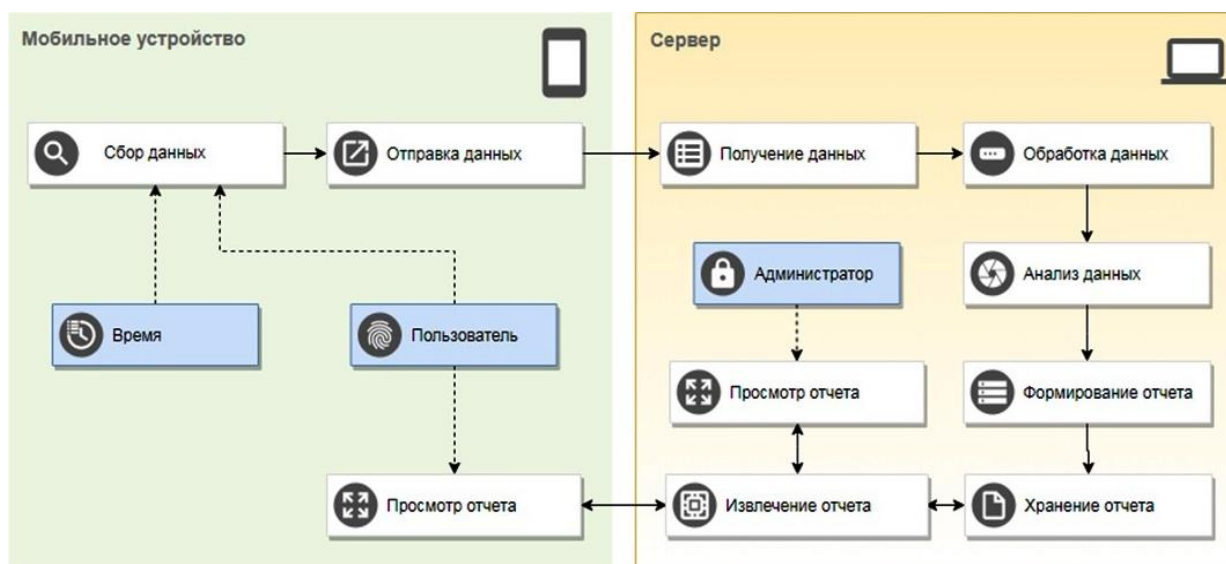 Мобильное устройство
Сервер
Сбор данных
Отправка данных
Получение данных
Обработка данных
Администратор
Анализ данных
Время
Пользователь
Просмотр отчета
Формирование отчета
Просмотр отчета
Извлечение отчета
Хранение отчета